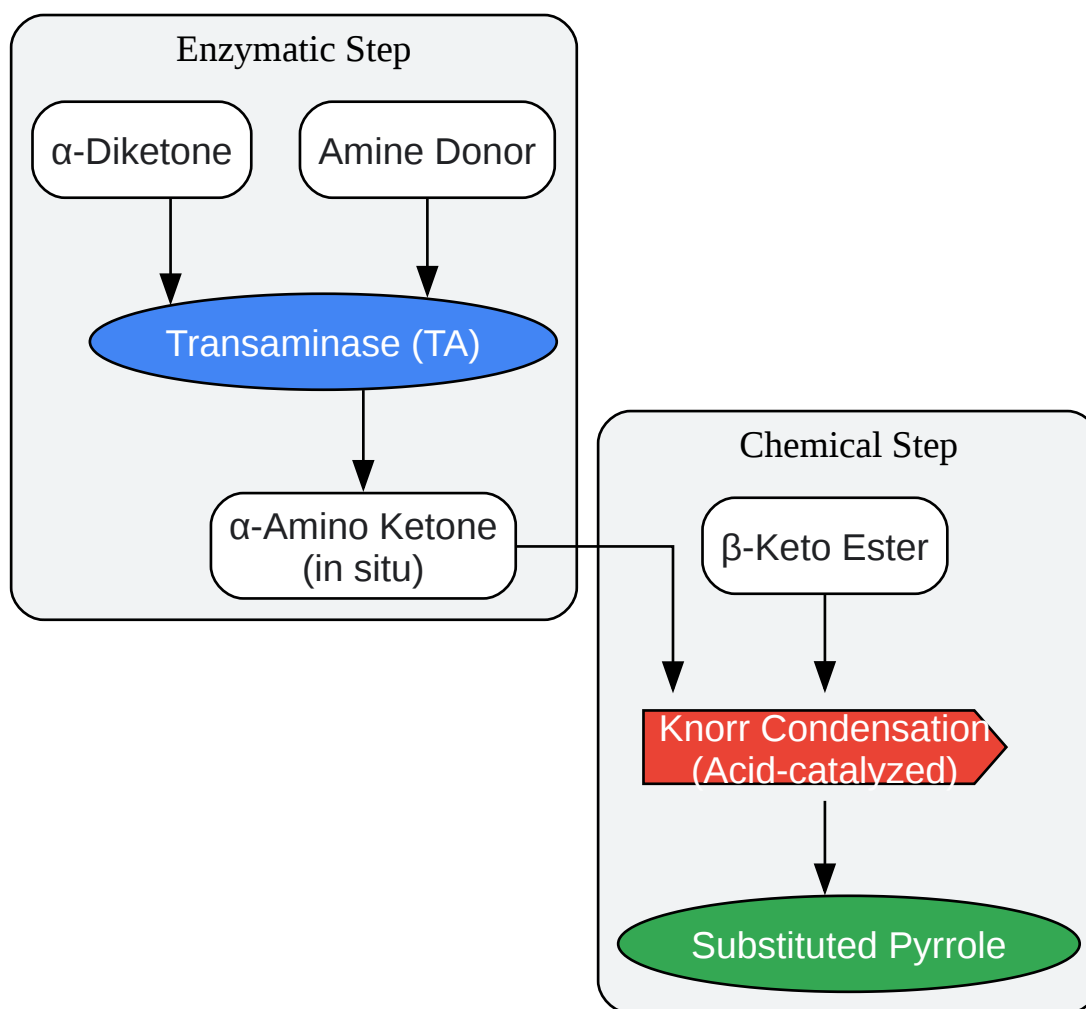 Enzymatic Step
α-Diketone
Amine Donor
Transaminase (TA)
α-Amino Ketone
(in situ)
Chemical Step
β-Keto Ester
Knorr Condensation
(Acid-catalyzed)
Substituted Pyrrole